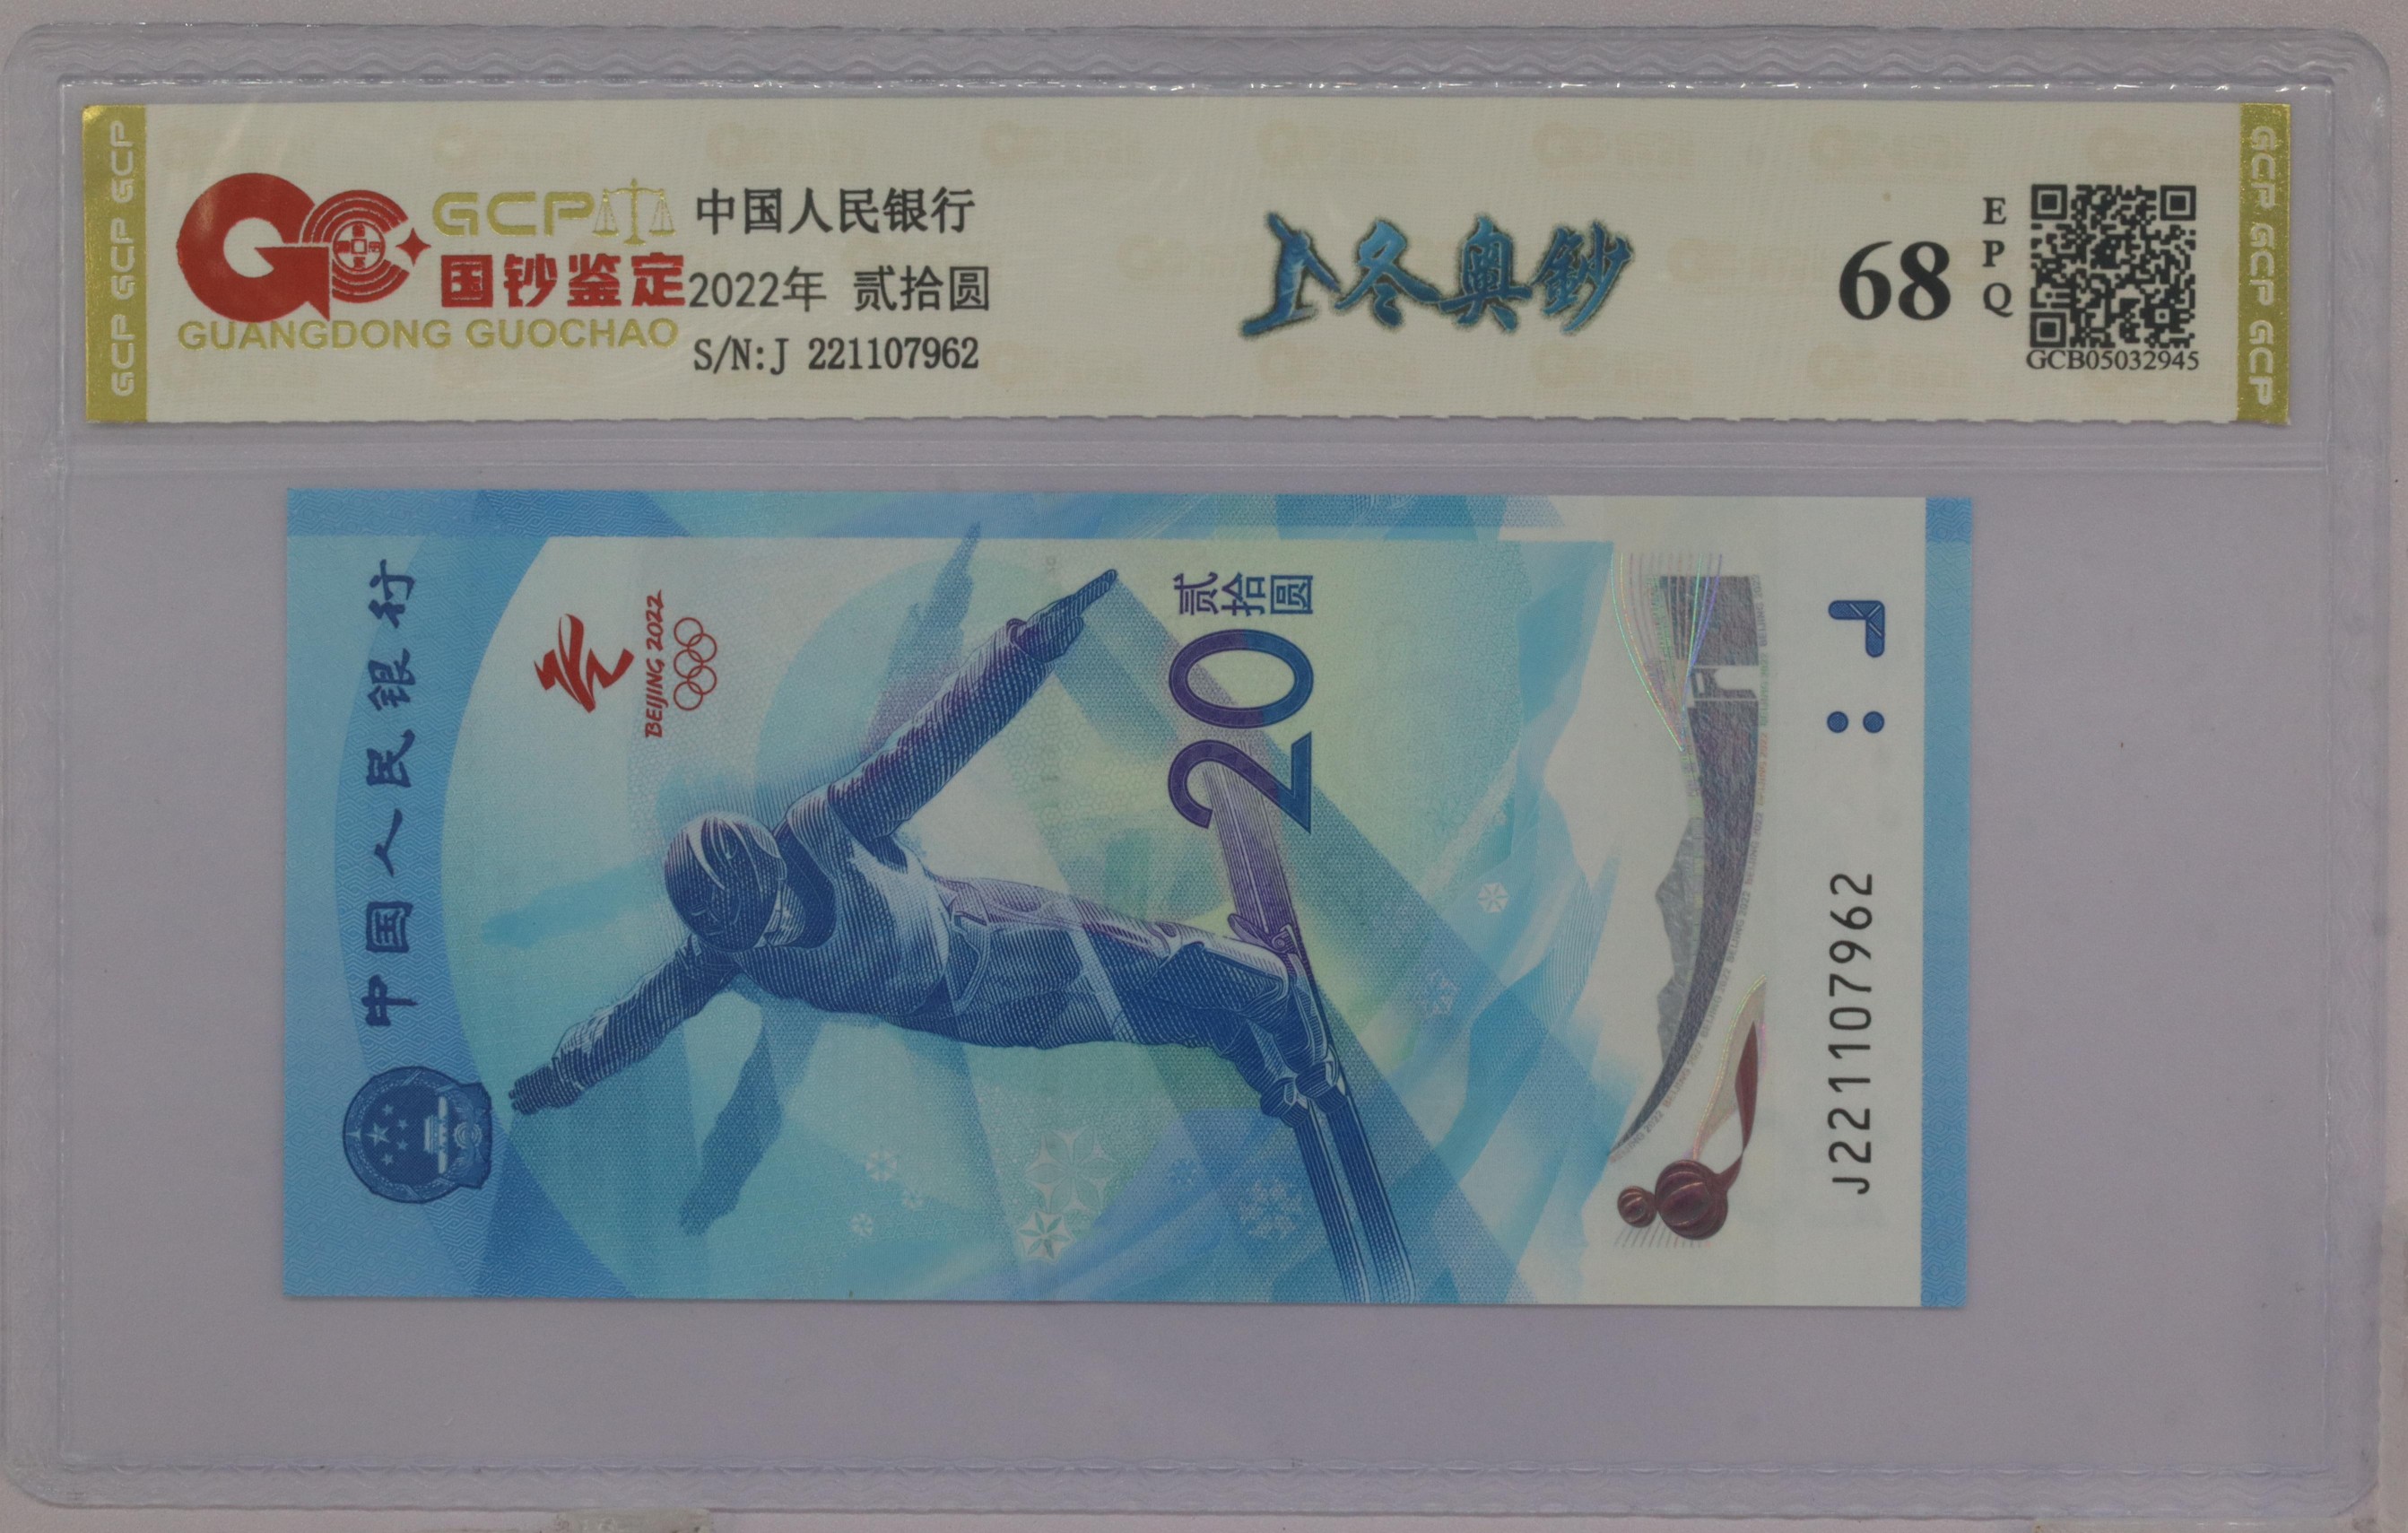 GCP GCP GCP
GCP
国钞鉴定
GUANGDONG GUOCHAO
中国人民银行
2022年 贰拾圆
S/N:J 221107962
冬奥鈔
68
EPQ
GCB05032945
GCP GCP GCP
中国人民银行
BEIJING 2022
贰拾圆
20
J221107962